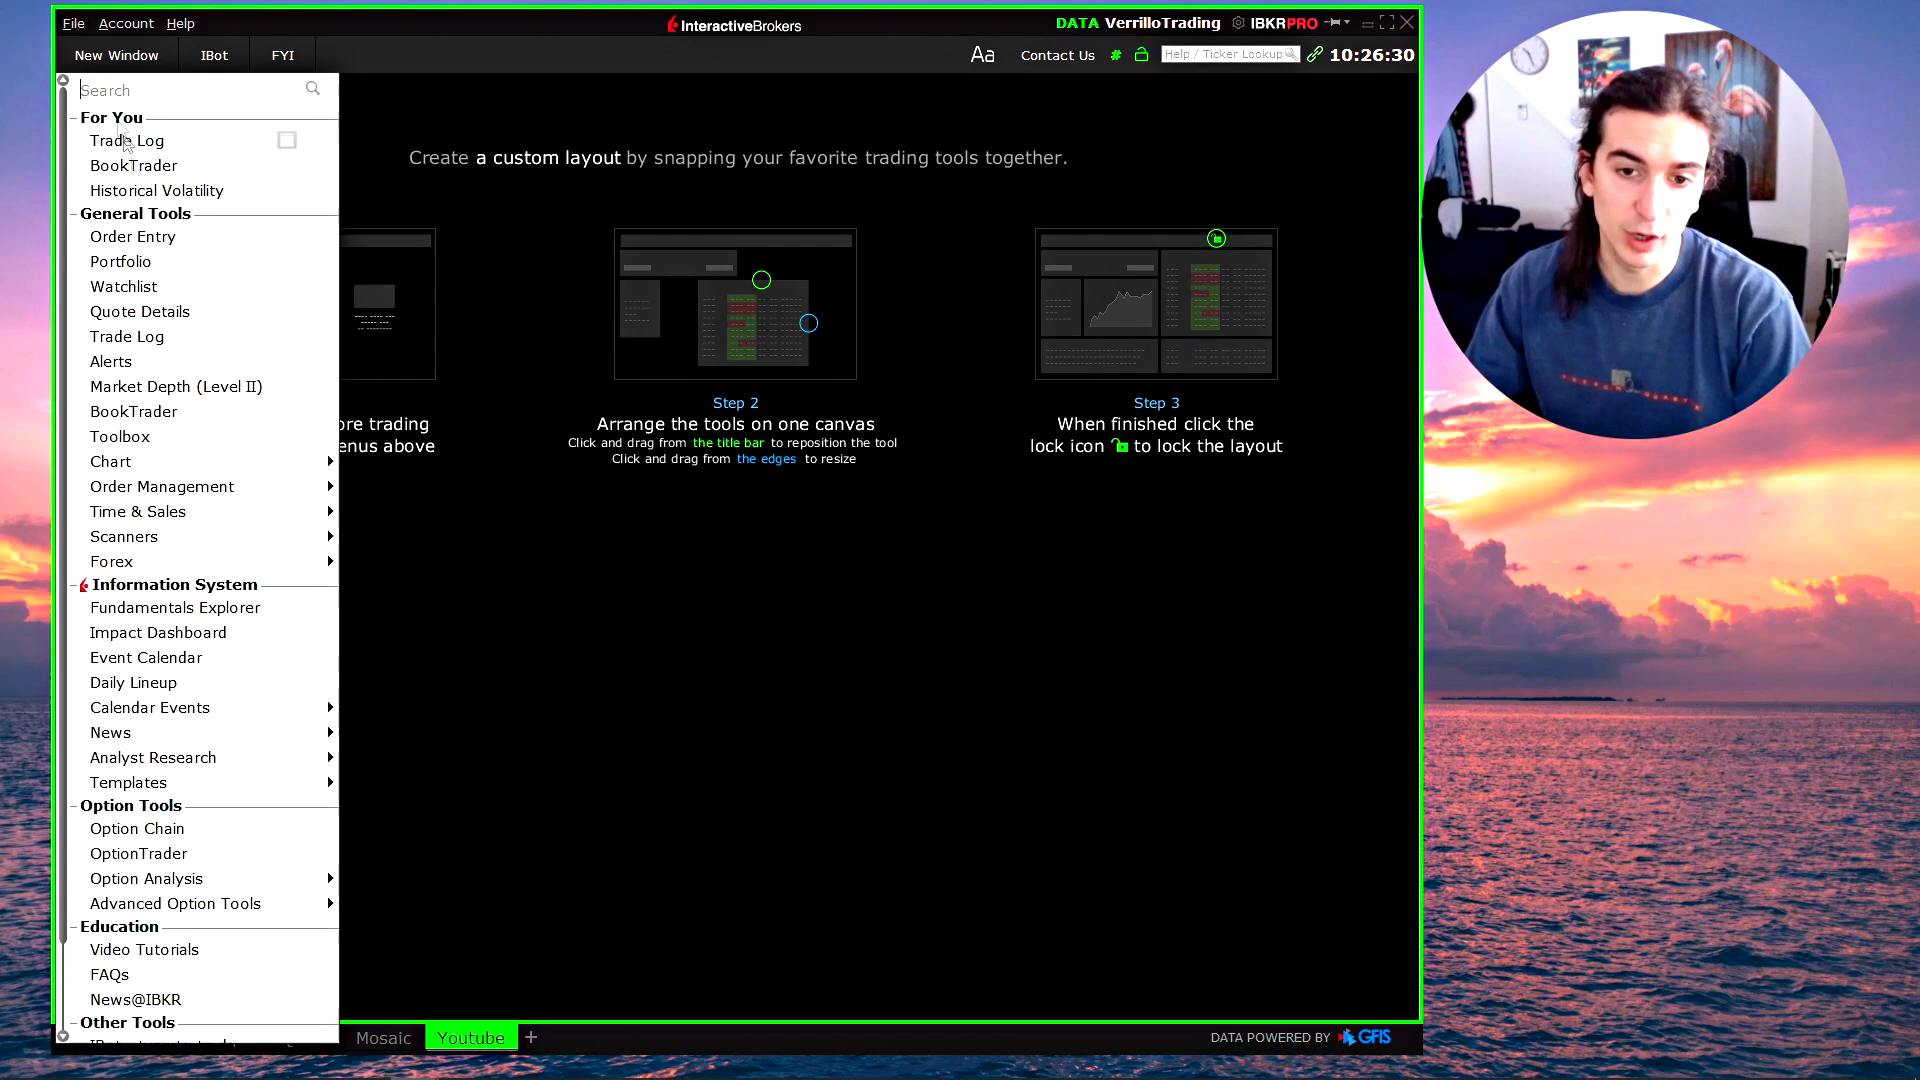 File Account Help
InteractiveBrokers
DATA VerrilloTrading IBKRPRO
New Window IBot FYI
Aa Contact Us # Help / Ticker Lookup 10:26:30
Search
For You
Trade Log
BookTrader
Historical Volatility
General Tools
Order Entry
Portfolio
Watchlist
Quote Details
Trade Log
Alerts
Market Depth (Level II)
BookTrader
Toolbox
Chart
Order Management
Time & Sales
Scanners
Forex
Information System
Fundamentals Explorer
Impact Dashboard
Event Calendar
Daily Lineup
Calendar Events
News
Analyst Research
Templates
Option Tools
Option Chain
OptionTrader
Option Analysis
Advanced Option Tools
Education
Video Tutorials
FAQs
News@IBKR
Other Tools
Create a custom layout by snapping your favorite trading tools together.
ore trading
enus above
Step 2
Arrange the tools on one canvas
Click and drag from the title bar to reposition the tool
Click and drag from the edges to resize
Step 3
When finished click the
lock icon to lock the layout
Mosaic Youtube +
DATA POWERED BY GFIS